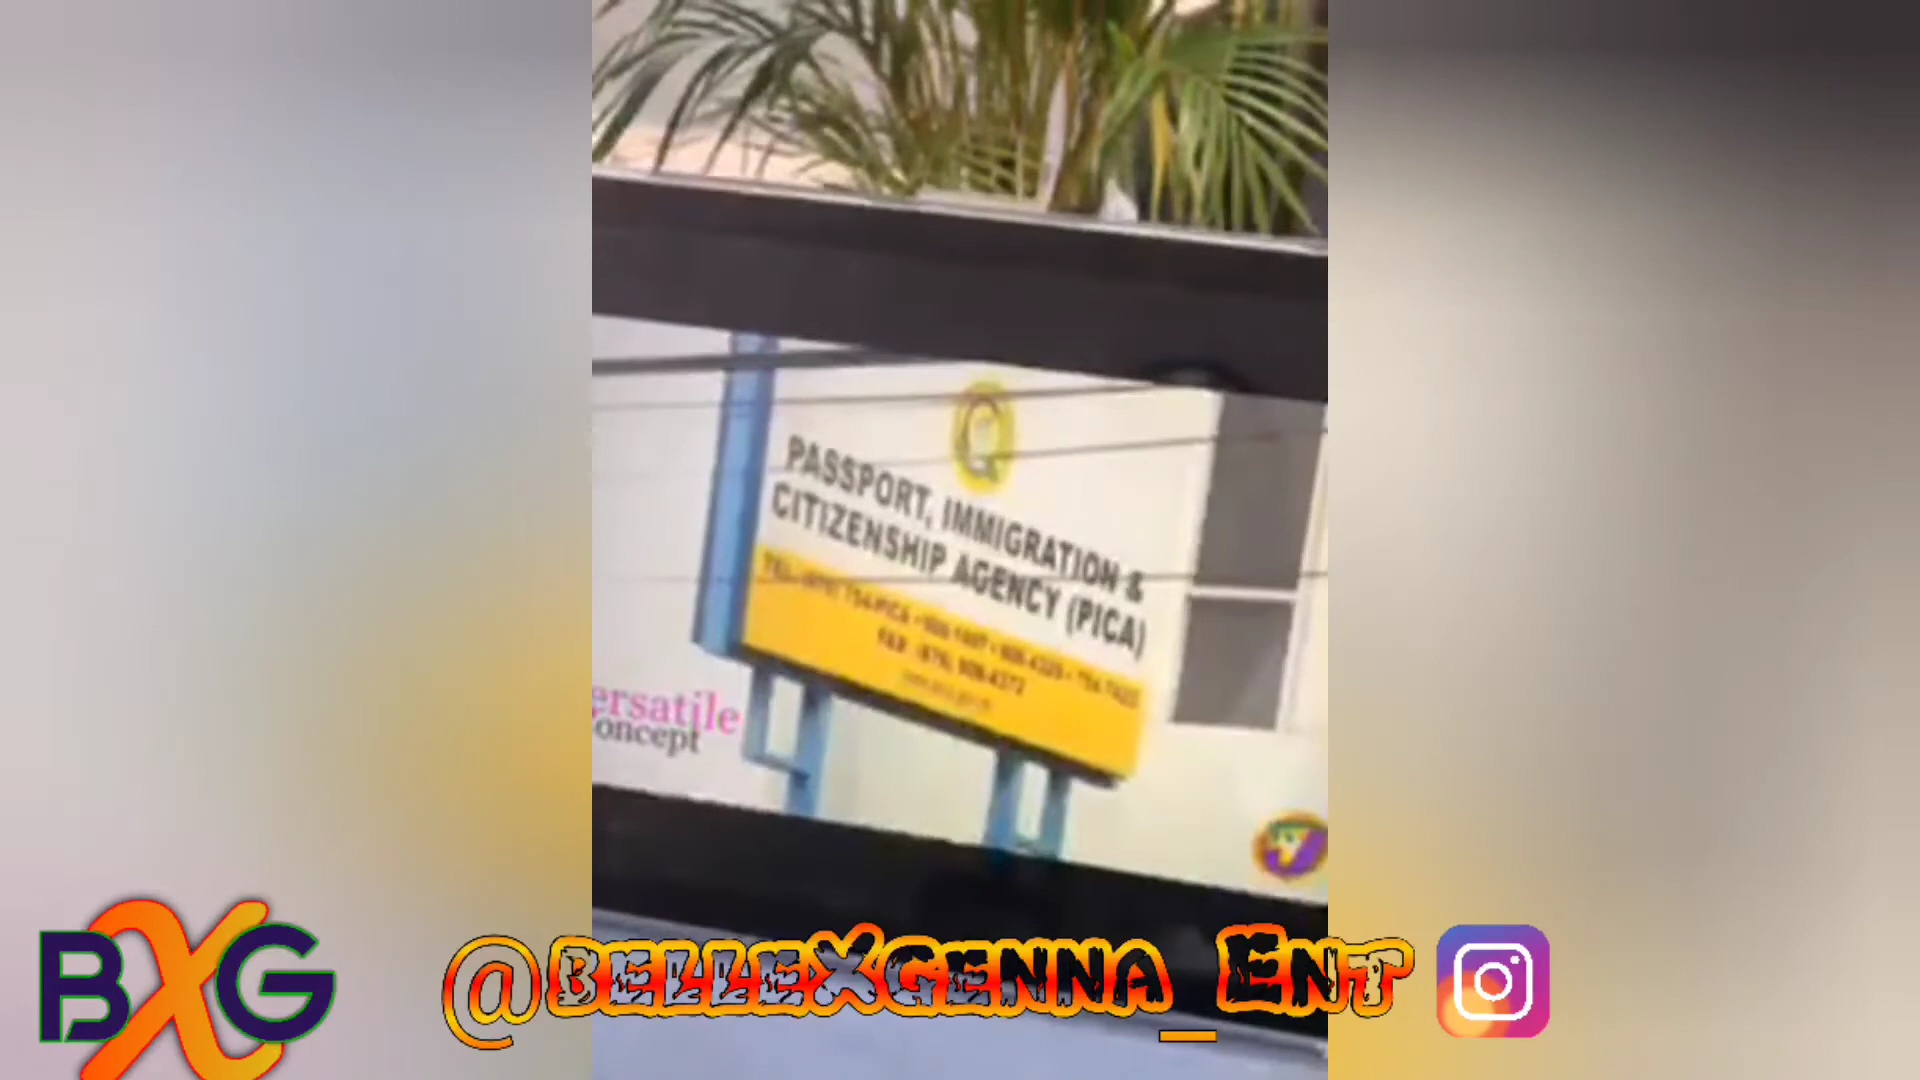 PASSPORT, IMMIGRATION &
CITIZENSHIP AGENCY (PICA)
ersatile
oncept
BXG
@BELLEXGENNA_ENT